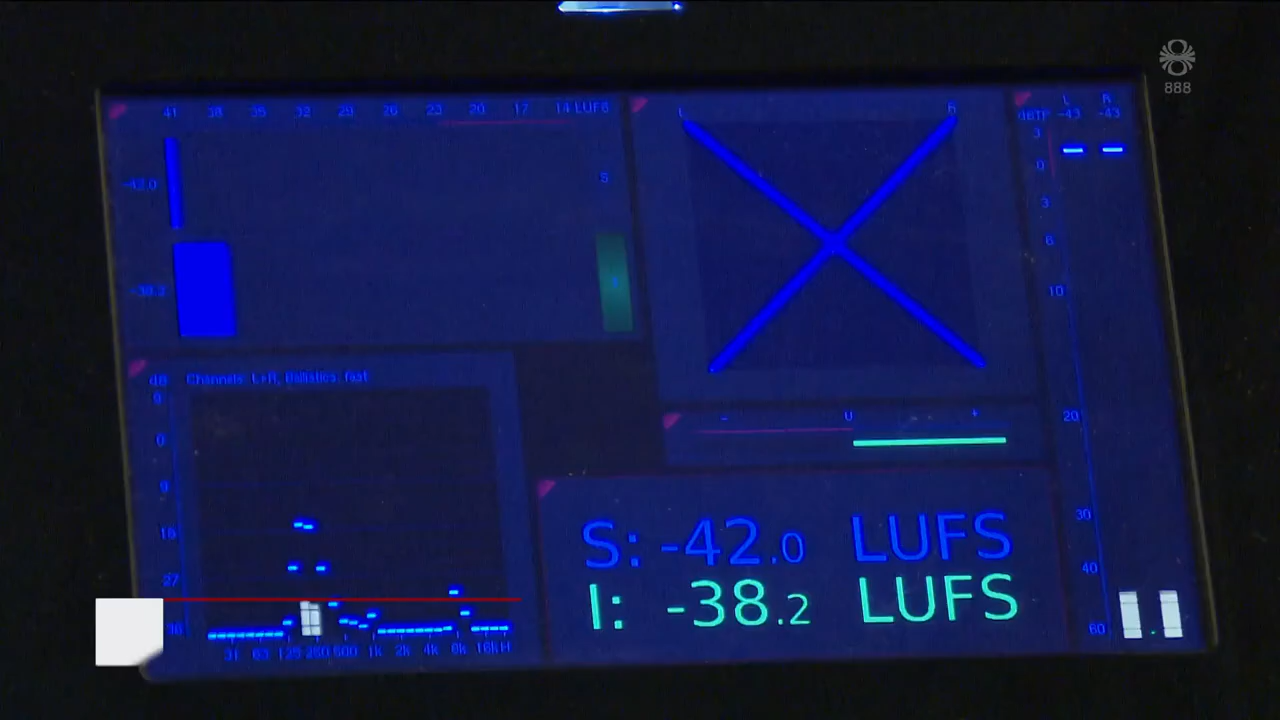 888
41 38 35 32 29 26 23 20 17 14 LUFS
-42.0
S
-38.2
I
L R
L R
dBTP -43 -43
3
0
3
6
10
20
30
40
60
- 0 +
dB Channels: Left, Ballistics: fast
9
0
9
18
27
36
31 63 125 250 500 1k 2k 4k 8k 16k H
S: -42.0 LUFS
I: -38.2 LUFS